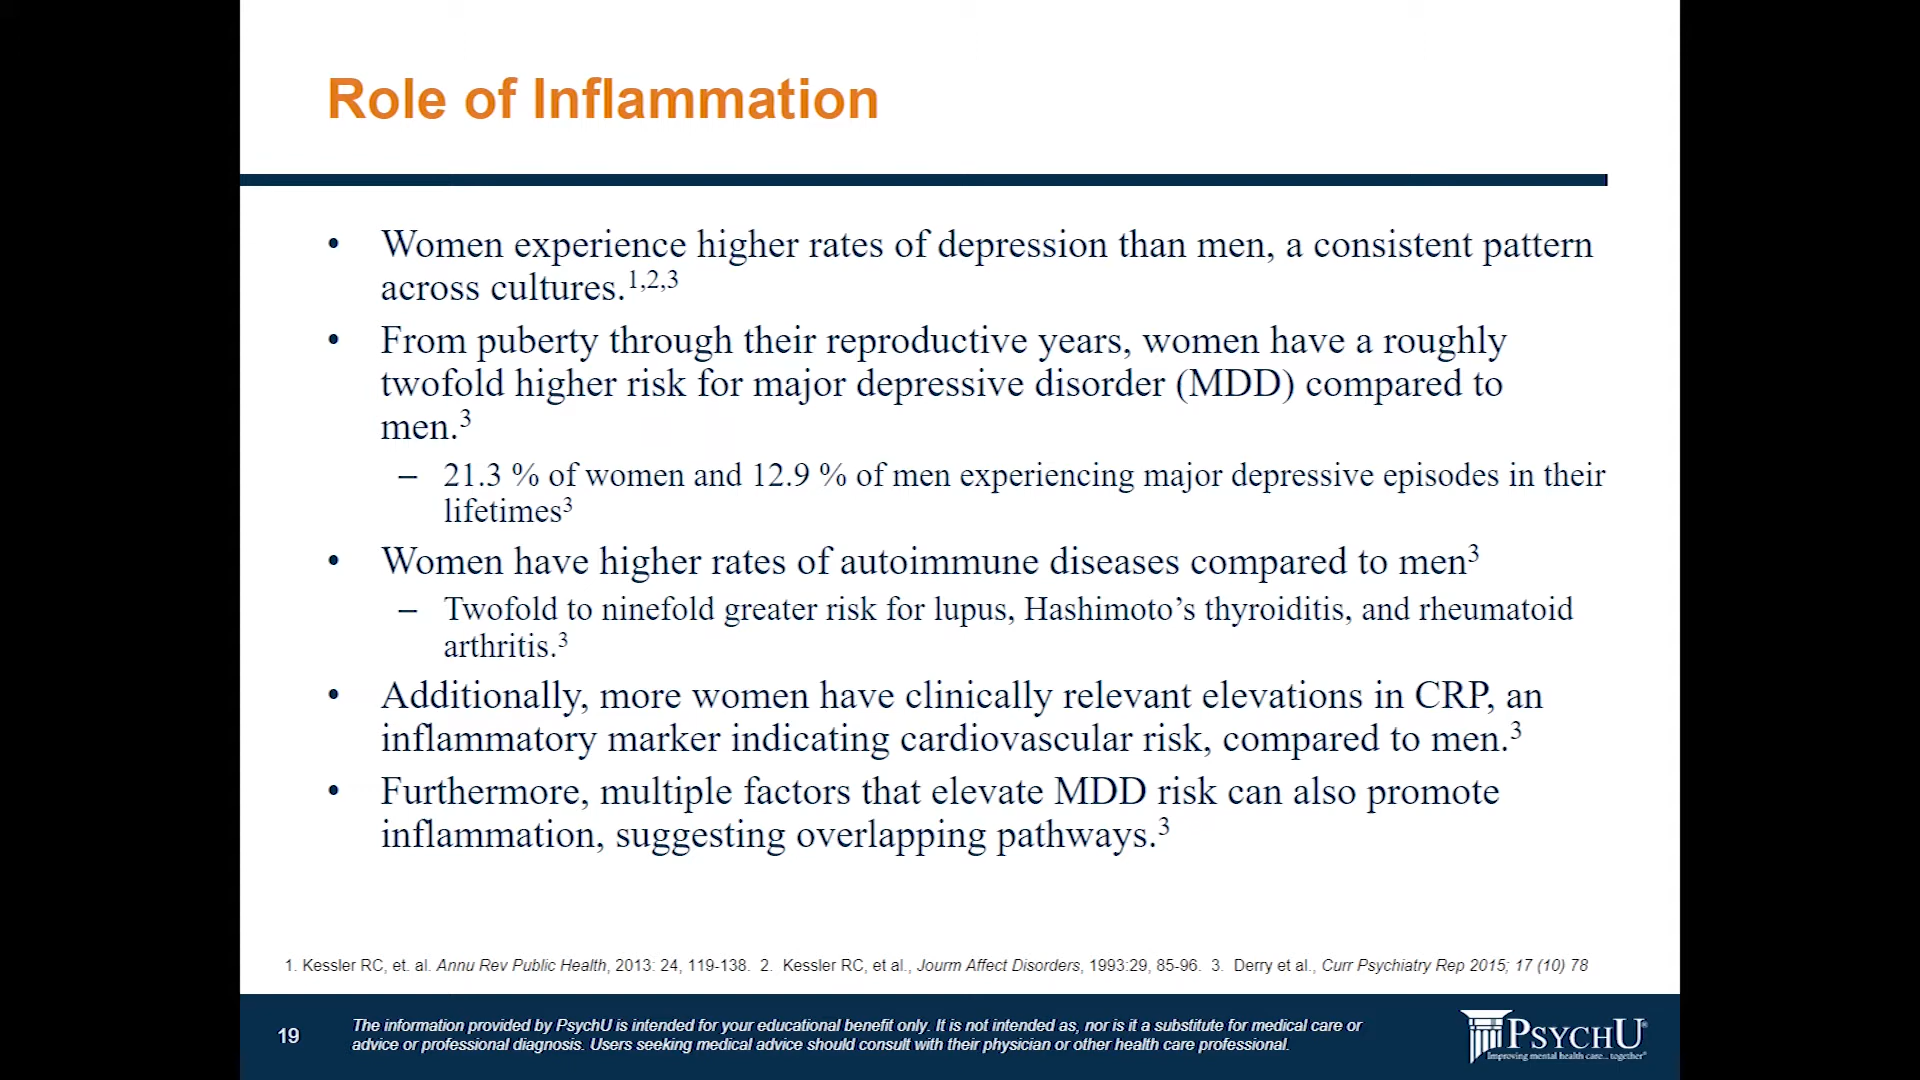 Role of Inflammation
• Women experience higher rates of depression than men, a consistent pattern
across cultures.1,2,3
• From puberty through their reproductive years, women have a roughly
twofold higher risk for major depressive disorder (MDD) compared to
men.3
– 21.3 % of women and 12.9 % of men experiencing major depressive episodes in their
lifetimes3
• Women have higher rates of autoimmune diseases compared to men3
– Twofold to ninefold greater risk for lupus, Hashimoto’s thyroiditis, and rheumatoid
arthritis.3
• Additionally, more women have clinically relevant elevations in CRP, an
inflammatory marker indicating cardiovascular risk, compared to men.3
• Furthermore, multiple factors that elevate MDD risk can also promote
inflammation, suggesting overlapping pathways.3
1. Kessler RC, et. al. Annu Rev Public Health, 2013: 24, 119-138. 2. Kessler RC, et al., Jourm Affect Disorders, 1993:29, 85-96. 3. Derry et al., Curr Psychiatry Rep 2015; 17 (10) 78
19
The information provided by PsychU is intended for your educational benefit only. It is not intended as, nor is it a substitute for medical care or
advice or professional diagnosis. Users seeking medical advice should consult with their physician or other health care professional.
PSYCHU®
Improving mental health care... together®